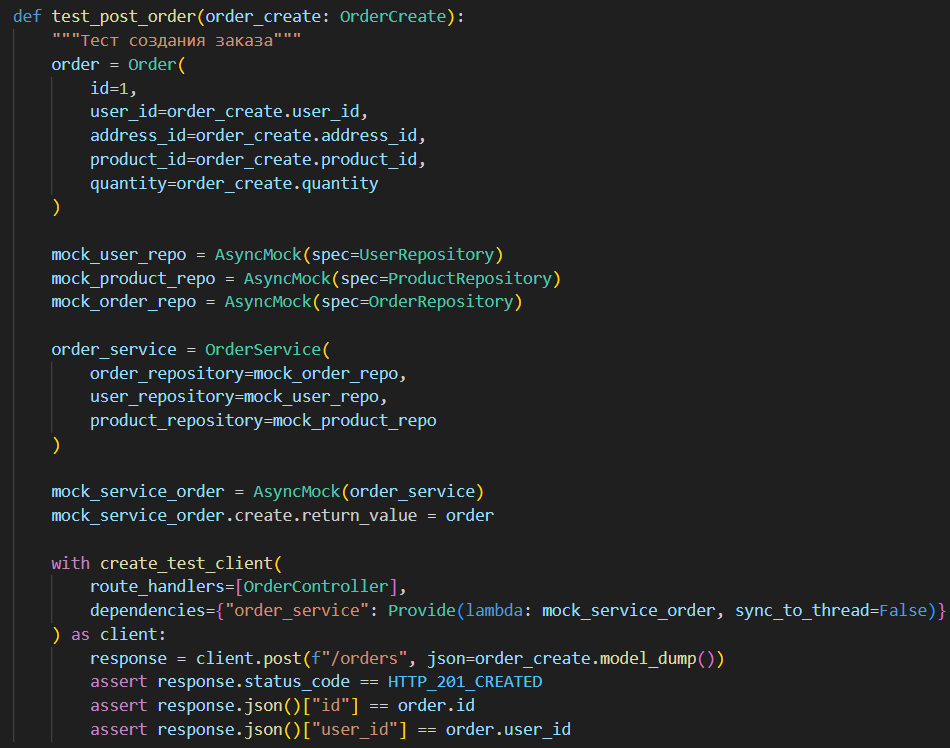 def test_post_order(order_create: OrderCreate):
    """Тест создания заказа"""
    order = Order(
        id=1,
        user_id=order_create.user_id,
        address_id=order_create.address_id,
        product_id=order_create.product_id,
        quantity=order_create.quantity
    )

    mock_user_repo = AsyncMock(spec=UserRepository)
    mock_product_repo = AsyncMock(spec=ProductRepository)
    mock_order_repo = AsyncMock(spec=OrderRepository)

    order_service = OrderService(
        order_repository=mock_order_repo,
        user_repository=mock_user_repo,
        product_repository=mock_product_repo
    )

    mock_service_order = AsyncMock(order_service)
    mock_service_order.create.return_value = order

    with create_test_client(
        route_handlers=[OrderController],
        dependencies={"order_service": Provide(lambda: mock_service_order, sync_to_thread=False)}
    ) as client:
        response = client.post(f"/orders", json=order_create.model_dump())
        assert response.status_code == HTTP_201_CREATED
        assert response.json()["id"] == order.id
        assert response.json()["user_id"] == order.user_id